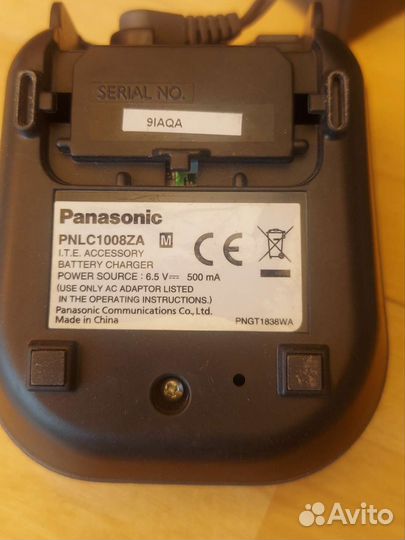 SERIAL NO.
9IAQA
Panasonic
PNLC1008ZA M
I.T.E. ACCESSORY
BATTERY CHARGER
POWER SOURCE : 6.5 V⎓ 500 mA
(USE ONLY AC ADAPTOR LISTED
IN THE OPERATING INSTRUCTIONS)
Panasonic Communications Co., Ltd.
Made in China
PNGT1838WA
CE
Avito